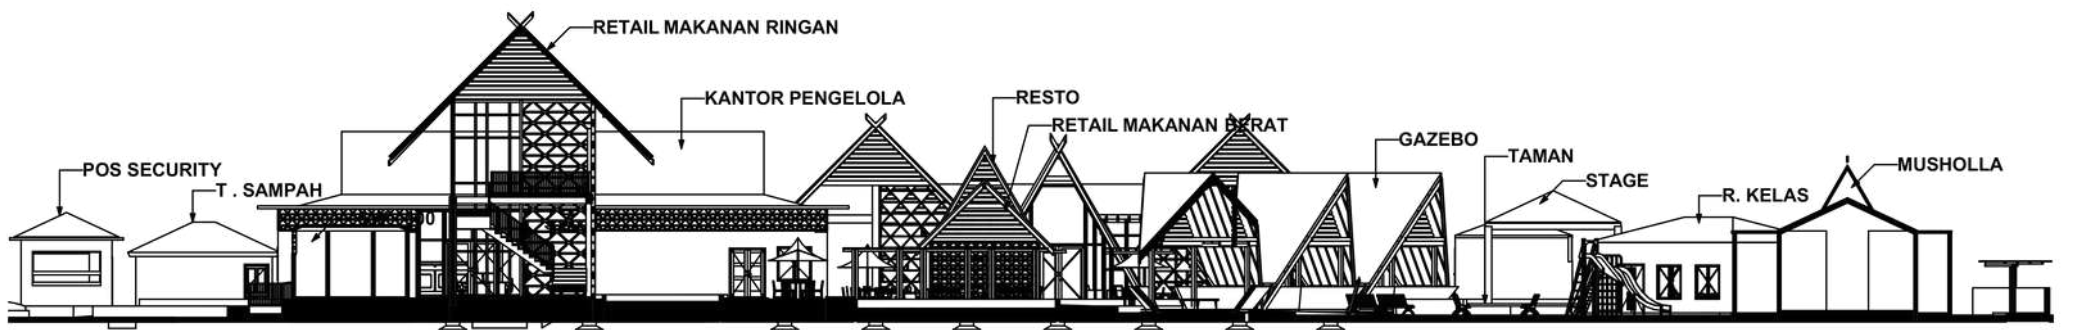 RETAIL MAKANAN RINGAN
KANTOR PENGELOLA
RESTO
RETAIL MAKANAN BERAT
GAZEBO
TAMAN
STAGE
R. KELAS
MUSHOLLA
POS SECURITY
T . SAMPAH